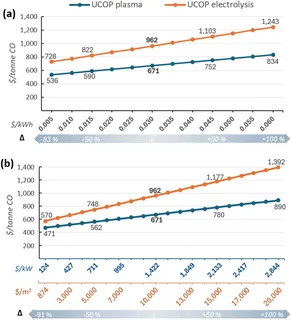 UCOP plasma UCOP electrolysis
(a)
$/tonne CO
1,400
1,200
1,000
800
600
400
200
728 822 962 1,103 1,243
536 590 671 752 834
$/kWh 0.005 0.010 0.015 0.020 0.025 0.030 0.035 0.040 0.045 0.050 0.055 0.060
Δ -83 % -50 % +50 % +100 %
(b)
$/tonne CO
1,400
1,200
1,000
800
600
400
200
570 748 962 1,177 1,392
471 562 671 780 890
$/kW 124 427 711 995 1,422 1,849 2,133 2,417 2,844
$/m² 874 3,000 5,000 7,000 10,000 13,000 15,000 17,000 20,000
Δ -91 % -50 % +50 % +100 %